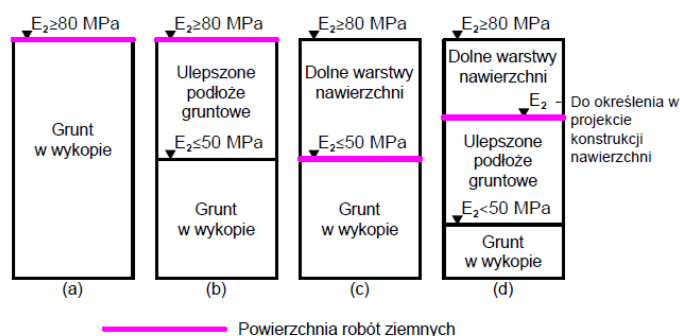 E₂≥80 MPa
Grunt
w wykopie
(a)
E₂≥80 MPa
Ulepszone
podłoże
gruntowe
E₂≤50 MPa
Grunt
w wykopie
(b)
E₂≥80 MPa
Dolne warstwy
nawierzchni
E₂≤50 MPa
Grunt
w wykopie
(c)
E₂≥80 MPa
Dolne warstwy
nawierzchni
E₂ - Do określenia w
projekcie
konstrukcji
nawierzchni
Ulepszone
podłoże
gruntowe
E₂<50 MPa
Grunt
w wykopie
(d)
Powierzchnia robót ziemnych